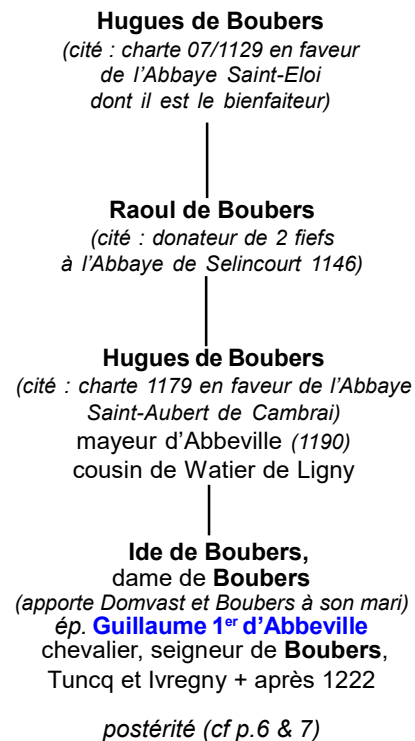 Hugues de Boubers
(cité : charte 07/1129 en faveur
de l’Abbaye Saint-Eloi
dont il est le bienfaiteur)
Raoul de Boubers
(cité : donateur de 2 fiefs
à l’Abbaye de Selincourt 1146)
Hugues de Boubers
(cité : charte 1179 en faveur de l’Abbaye
Saint-Aubert de Cambrai)
mayeur d’Abbeville (1190)
cousin de Watier de Ligny
Ide de Boubers,
dame de Boubers
(apporte Domvast et Boubers à son mari)
ép. Guillaume 1er d’Abbeville
chevalier, seigneur de Boubers,
Tuncq et Ivregny + après 1222
postérité (cf p.6 & 7)